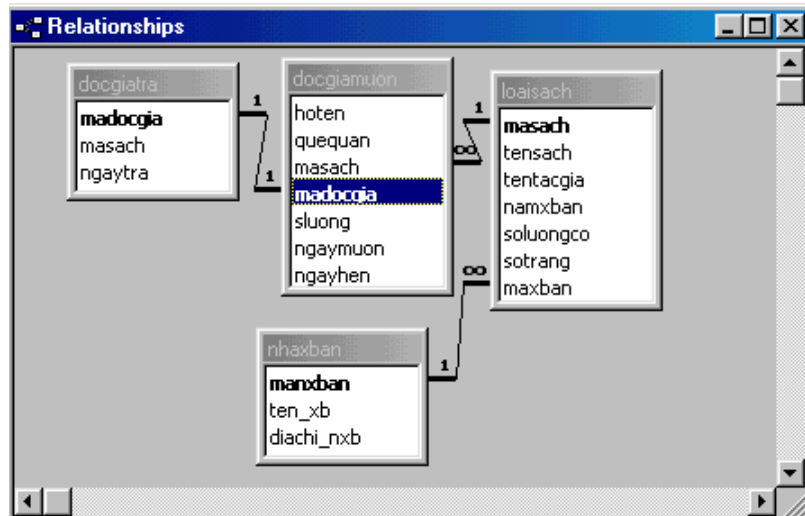 Relationships
docgiatra
madocgia
masach
ngaytra
docgiamuon
hoten
quequan
masach
madocgia
sluong
ngaymuon
ngayhen
loaisach
masach
tensach
tentacgia
namxban
soluongco
sotrang
maxban
nhaxban
manxban
ten_xb
diachi_nxb
1
1
1
∞
∞
1